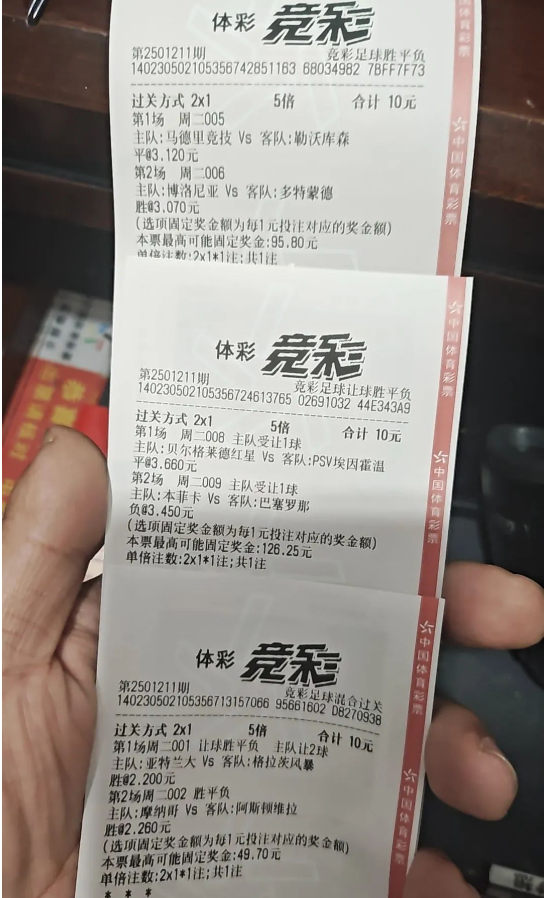 体彩 竞彩
第2501211期 竞彩足球胜平负
140230502105356742851163 68034982 7BFF7F73
过关方式 2x1 5倍 合计 10元
第1场 周二005
主队:马德里竞技 Vs 客队:勒沃库森
平@3.120元
第2场 周二006
主队:博洛尼亚 Vs 客队:多特蒙德
胜@3.070元
(选项固定奖金额为每1元投注对应的奖金额)
本票最高可能固定奖金:95.80元
单倍注数:2x1*1注;共1注
中国体育彩票
体彩 竞彩
第2501211期 竞彩足球让球胜平负
140230502105356724613765 02691032 44E343A9
过关方式 2x1 5倍 合计 10元
第1场 周二008 主队受让1球
主队:贝尔格莱德红星 Vs 客队:PSV埃因霍温
平@3.660元
第2场 周二009 主队受让1球
主队:本菲卡 Vs 客队:巴塞罗那
负@3.450元
(选项固定奖金额为每1元投注对应的奖金额)
本票最高可能固定奖金:126.25元
单倍注数:2x1*1注;共1注
中国体育彩票
中国体育彩票
体彩 竞彩
第2501211期 竞彩足球混合过关
140230502105356713157066 95661602 D8270938
过关方式 2x1 5倍 合计 10元
第1场周二001 让球胜平负 主队让2球
主队:亚特兰大 Vs 客队:格拉茨风暴
胜@2.200元
第2场周二002 胜平负
主队:摩纳哥 Vs 客队:阿斯顿维拉
胜@2.260元
(选项固定奖金额为每1元投注对应的奖金额)
本票最高可能固定奖金:49.70元
单倍注数:2x1*1注;共1注
* * *
中国体育彩票
中国体育彩票